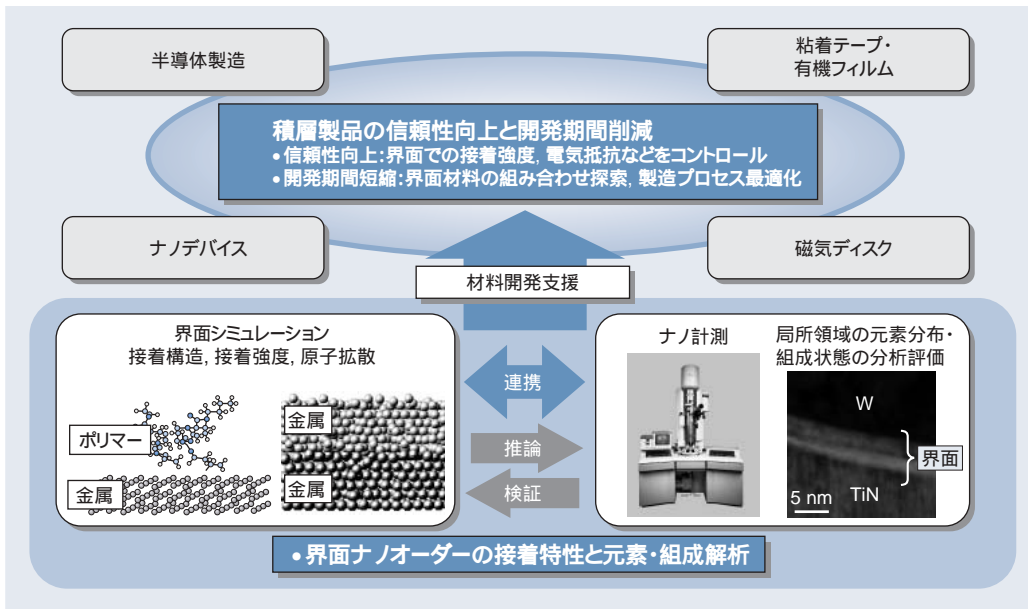 半導体製造
粘着テープ・
有機フィルム
積層製品の信頼性向上と開発期間削減
•信頼性向上:界面での接着強度, 電気抵抗などをコントロール
•開発期間短縮:界面材料の組み合わせ探索, 製造プロセス最適化
ナノデバイス
磁気ディスク
材料開発支援
界面シミュレーション
接着構造, 接着強度, 原子拡散
ポリマー
金属
金属
金属
連携
推論
検証
ナノ計測
局所領域の元素分布・
組成状態の分析評価
W
界面
TiN
5 nm
•界面ナノオーダーの接着特性と元素・組成解析